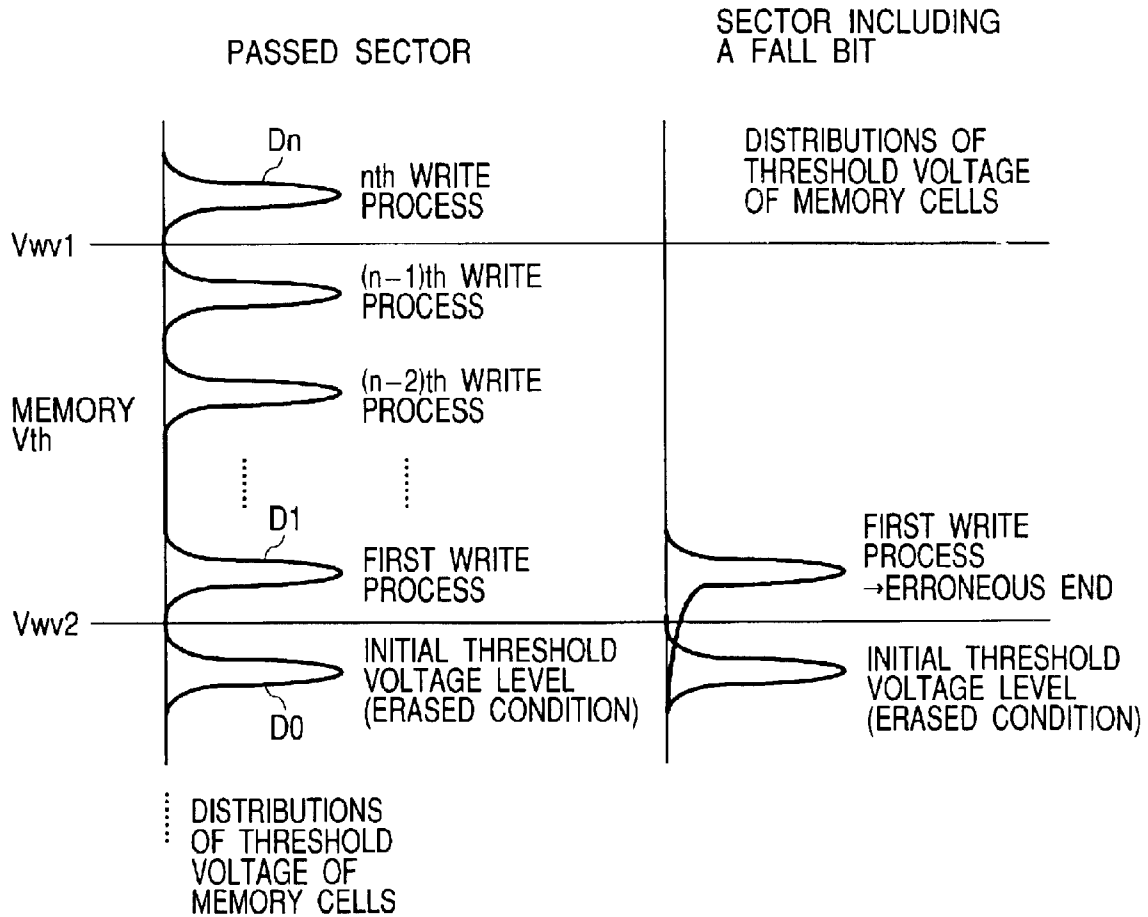 PASSED SECTOR
SECTOR INCLUDING
A FALL BIT
Dn
nth WRITE
PROCESS
DISTRIBUTIONS OF
THRESHOLD VOLTAGE
OF MEMORY CELLS
Vwv1
(n-1)th WRITE
PROCESS
(n-2)th WRITE
PROCESS
MEMORY
Vth
D1
FIRST WRITE
PROCESS
FIRST WRITE
PROCESS
→ERRONEOUS END
Vwv2
INITIAL THRESHOLD
VOLTAGE LEVEL
(ERASED CONDITION)
D0
INITIAL THRESHOLD
VOLTAGE LEVEL
(ERASED CONDITION)
DISTRIBUTIONS
OF THRESHOLD
VOLTAGE OF
MEMORY CELLS